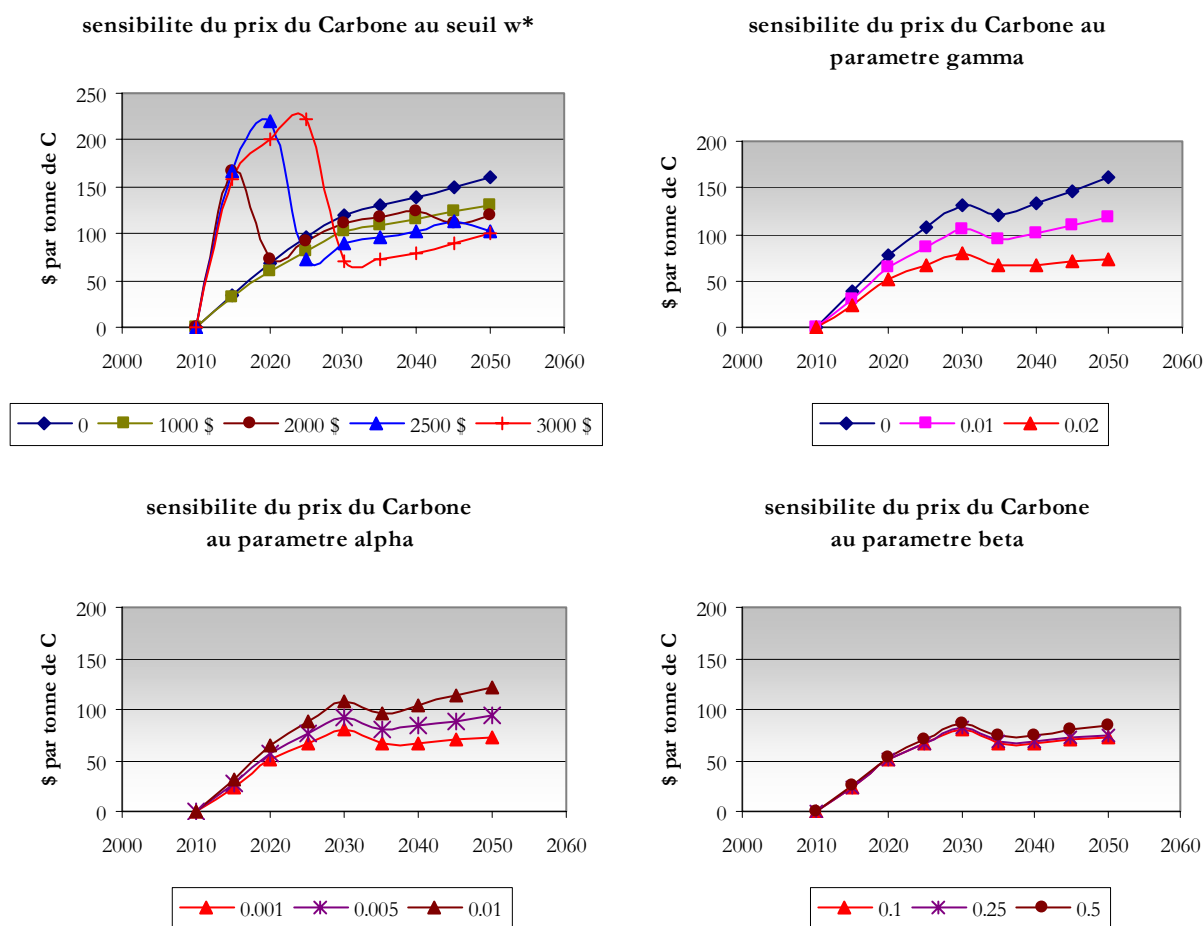 sensibilite du prix du Carbone au seuil w*
$ par tonne de C
250
200
150
100
50
0
2000 2010 2020 2030 2040 2050 2060
0 1000 $ 2000 $ 2500 $ 3000 $
sensibilite du prix du Carbone au
parametre gamma
$ par tonne de C
200
150
100
50
0
2000 2010 2020 2030 2040 2050 2060
0 0.01 0.02
sensibilite du prix du Carbone
au parametre alpha
$ par tonne de C
200
150
100
50
0
2000 2010 2020 2030 2040 2050 2060
0.001 0.005 0.01
sensibilite du prix du Carbone
au parametre beta
$ par tonne de C
200
150
100
50
0
2000 2010 2020 2030 2040 2050 2060
0.1 0.25 0.5